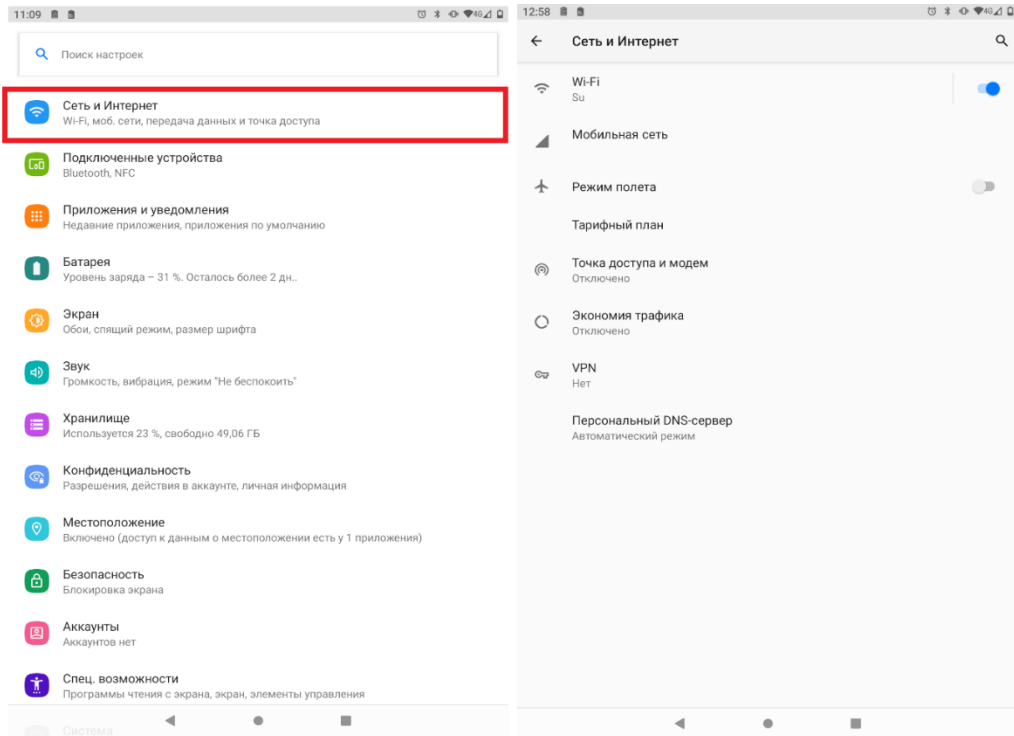 11:09
4G
Поиск настроек
Сеть и Интернет
Wi-Fi, моб. сети, передача данных и точка доступа
Подключенные устройства
Bluetooth, NFC
Приложения и уведомления
Недавние приложения, приложения по умолчанию
Батарея
Уровень заряда – 31 %. Осталось более 2 дн..
Экран
Обои, спящий режим, размер шрифта
Звук
Громкость, вибрация, режим "Не беспокоить"
Хранилище
Используется 23 %, свободно 49,06 ГБ
Конфиденциальность
Разрешения, действия в аккаунте, личная информация
Местоположение
Включено (доступ к данным о местоположении есть у 1 приложения)
Безопасность
Блокировка экрана
Аккаунты
Аккаунтов нет
Спец. возможности
Программы чтения с экрана, экран, элементы управления
Система
12:58
4G
Сеть и Интернет
Wi-Fi
Su
Мобильная сеть
Режим полета
Тарифный план
Точка доступа и модем
Отключено
Экономия трафика
Отключено
VPN
Нет
Персональный DNS-сервер
Автоматический режим